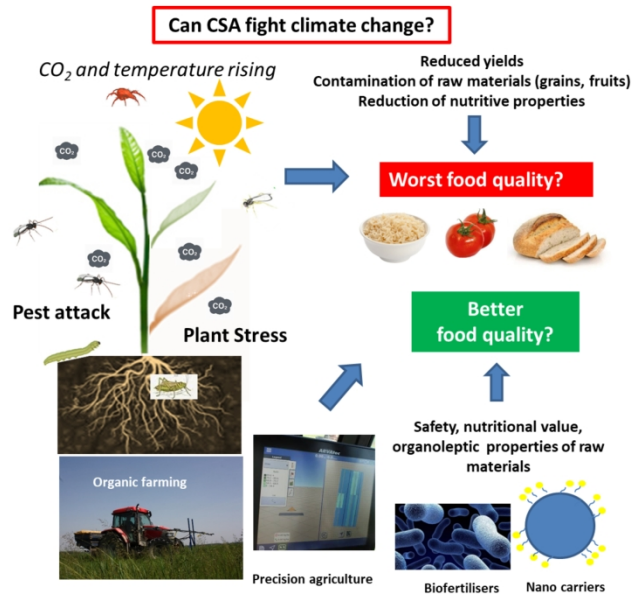 Can CSA fight climate change?
CO₂ and temperature rising
Reduced yields
Contamination of raw materials (grains, fruits)
Reduction of nutritive properties
CO₂
CO₂
CO₂
CO₂
CO₂
CO₂
Worst food quality?
Pest attack
Plant Stress
Better
food quality?
Safety, nutritional value,
organoleptic properties of raw
materials
Organic farming
Precision agriculture
Biofertilisers
Nano carriers